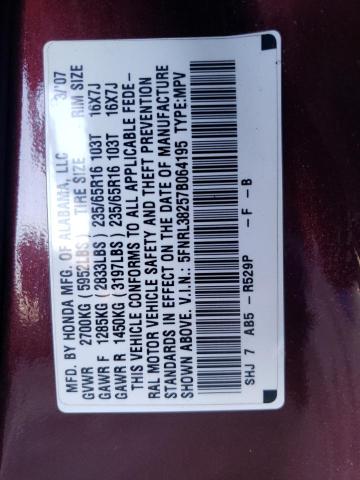 MFD. BY HONDA MFG. OF ALABAMA, LLC 3/'07
GVWR 2700KG (5952LBS) TIRE SIZE RIM SIZE
GAWR F 1285KG (2833LBS) 235/65R16 103T 16X7J
GAWR R 1450KG (3197LBS) 235/65R16 103T 16X7J
THIS VEHICLE CONFORMS TO ALL APPLICABLE FEDE-
RAL MOTOR VEHICLE SAFETY AND THEFT PREVENTION
STANDARDS IN EFFECT ON THE DATE OF MANUFACTURE
SHOWN ABOVE. V.I.N.: 5FNRL38257B064195 TYPE:MPV
SHJ 7 AB5- R529P - F - B